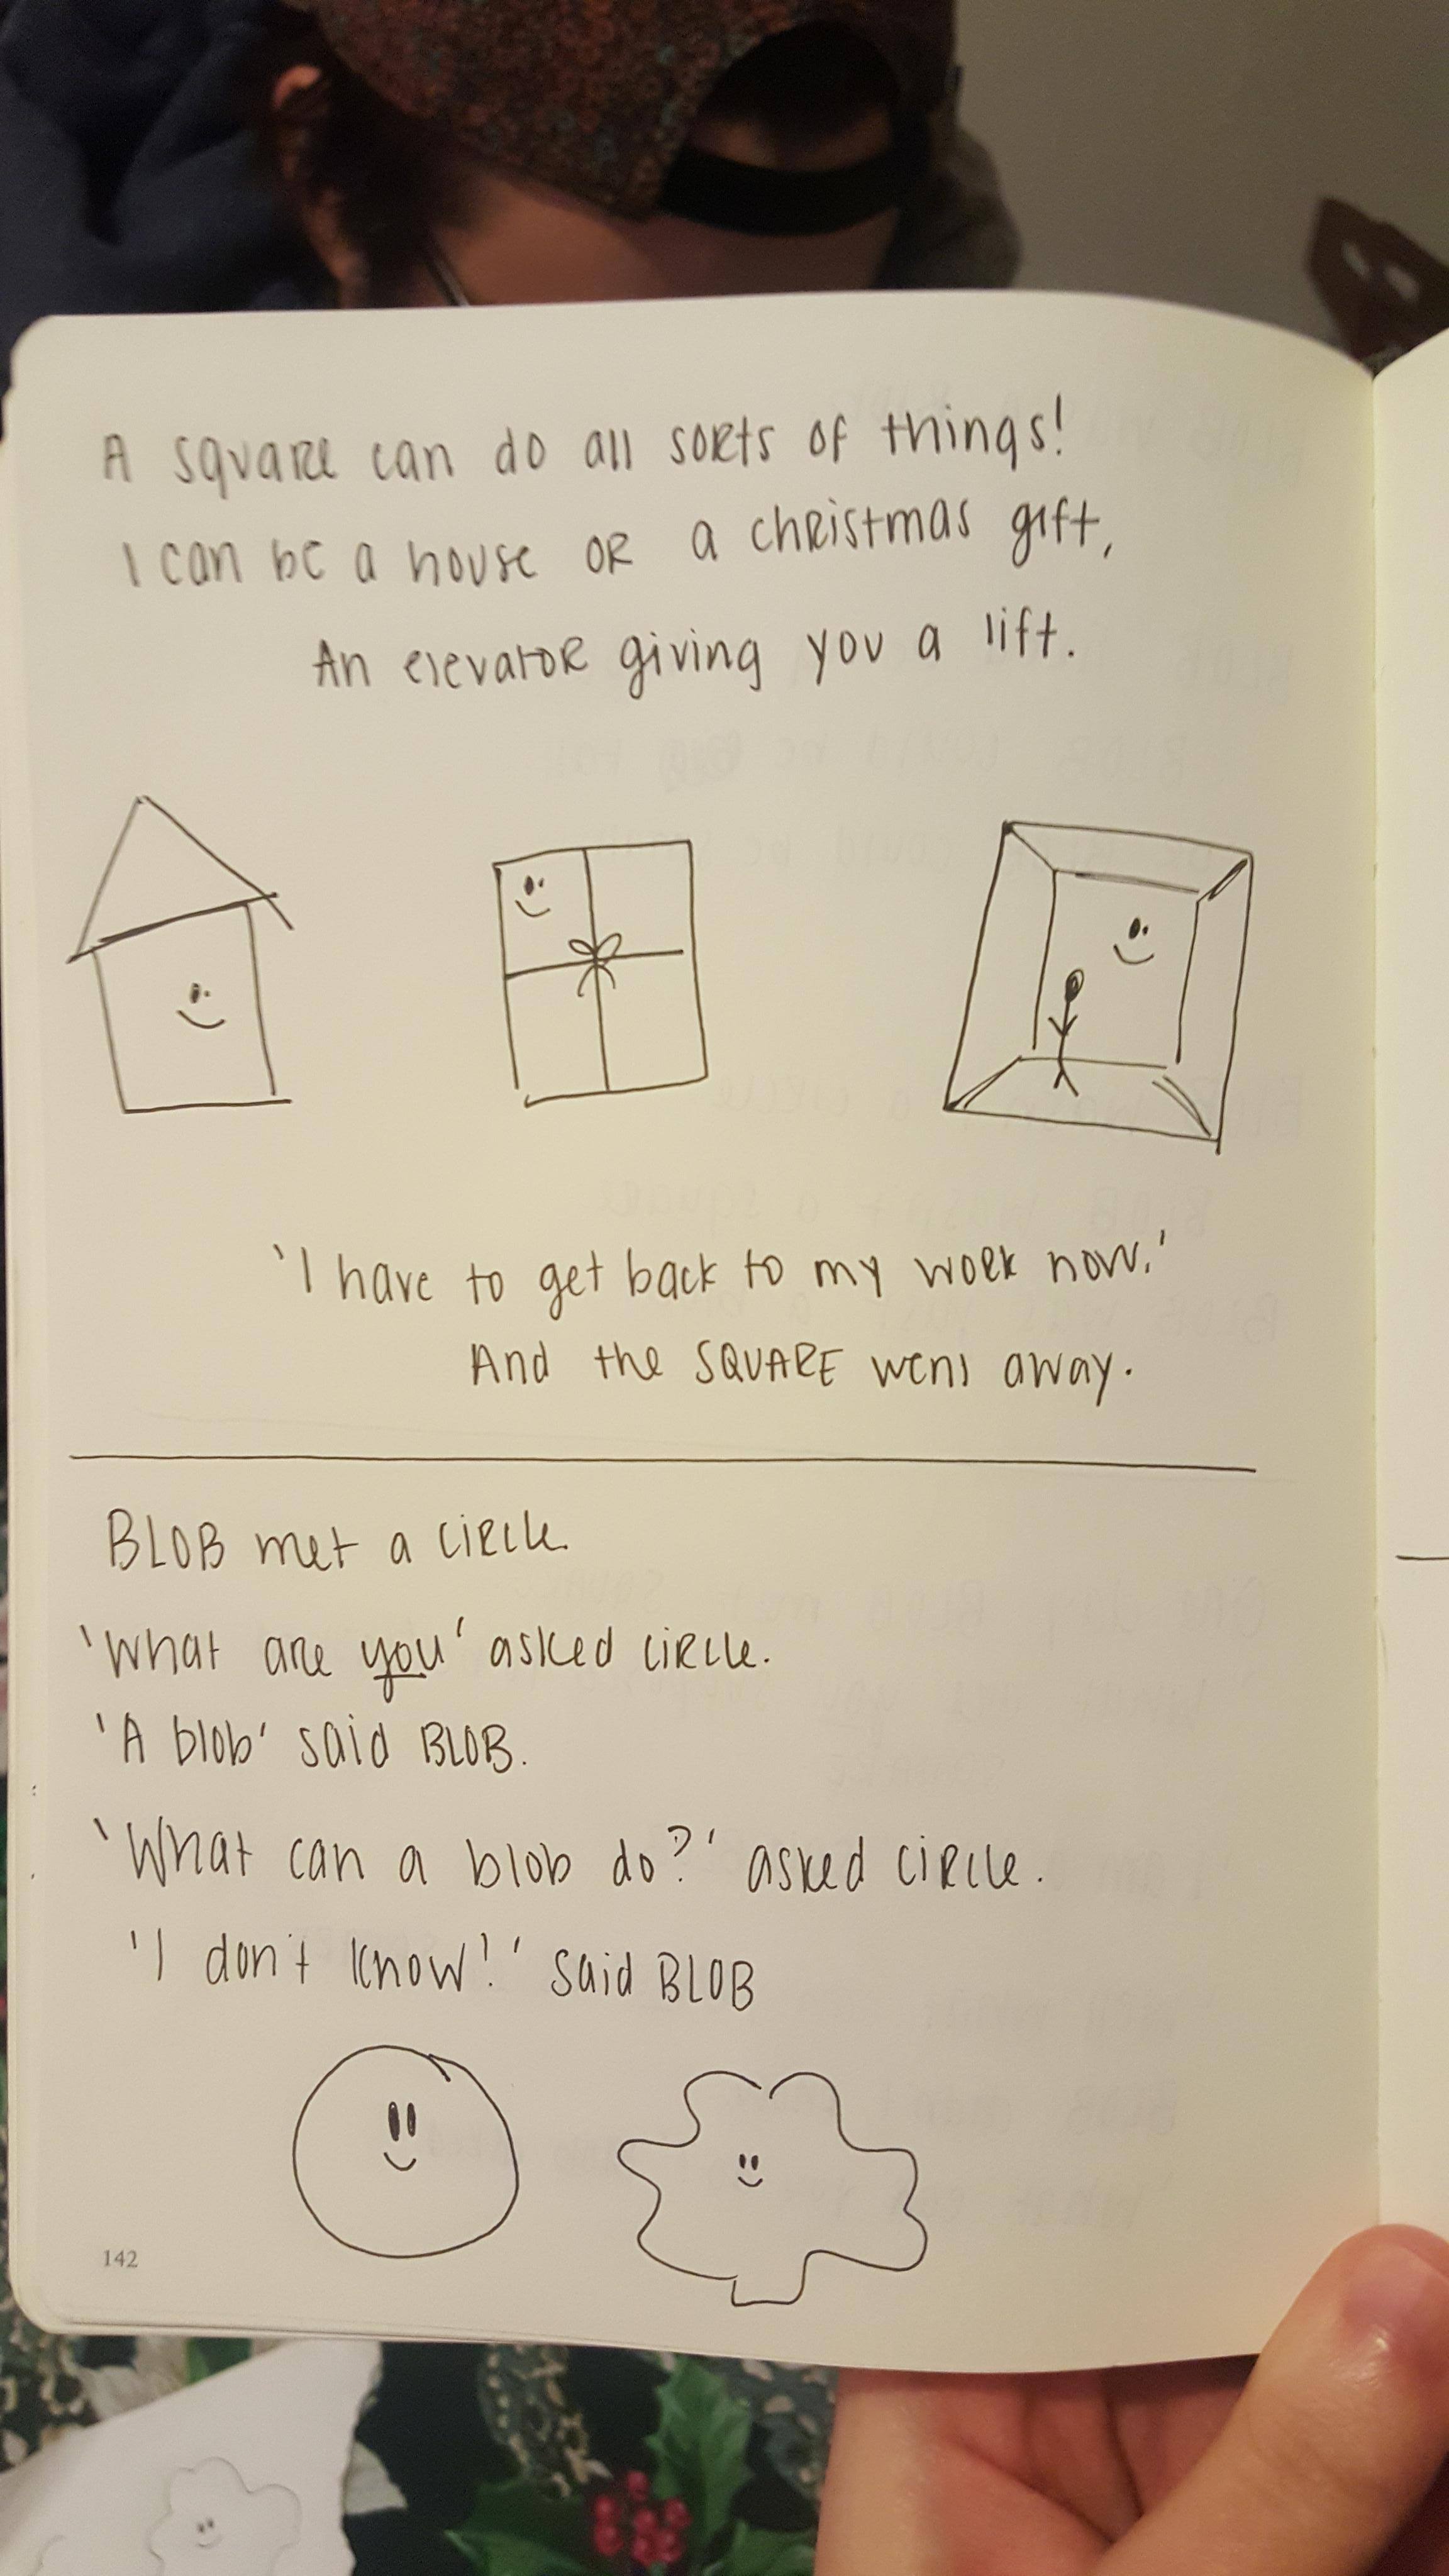 A square can do all sorts of things!
I can be a house OR a christmas gift,
An elevator giving you a lift.
'I have to get back to my work now.'
And the SQUARE went away.
BLOB met a circle.
'What are you' asked circle.
'A blob' said BLOB.
'What can a blob do?' asked circle.
'I don't know!' said BLOB
142